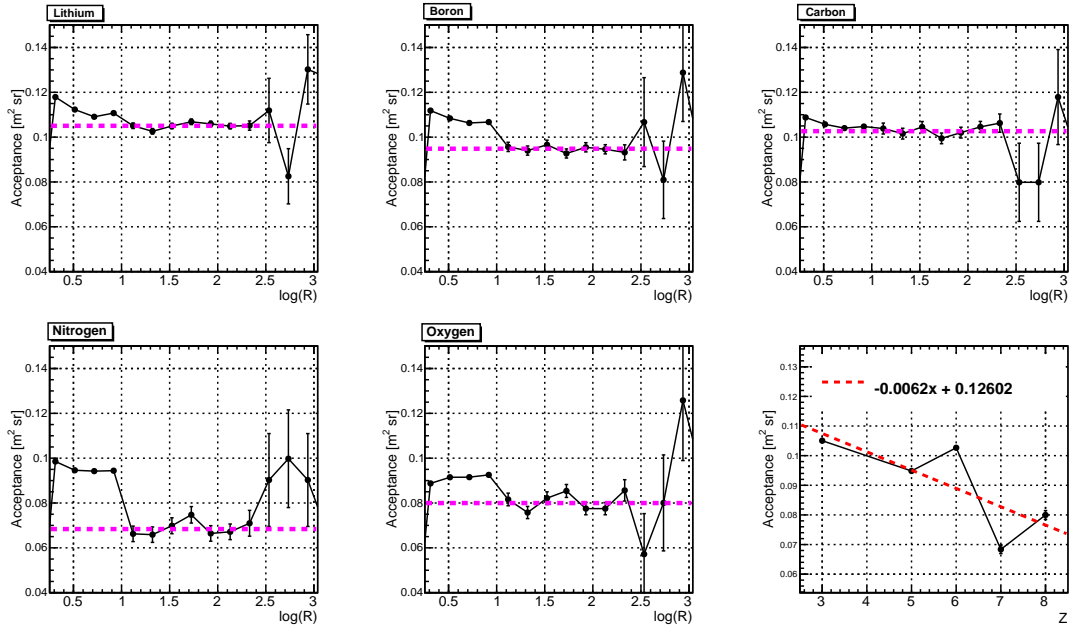 Lithium
Acceptance [m² sr]
0.14
0.12
0.1
0.08
0.06
0.04
0.5 1 1.5 2 2.5 3
log(R)
Boron
Acceptance [m² sr]
0.14
0.12
0.1
0.08
0.06
0.04
0.5 1 1.5 2 2.5 3
log(R)
Carbon
Acceptance [m² sr]
0.14
0.12
0.1
0.08
0.06
0.04
0.5 1 1.5 2 2.5 3
log(R)
Nitrogen
Acceptance [m² sr]
0.14
0.12
0.1
0.08
0.06
0.04
0.5 1 1.5 2 2.5 3
log(R)
Oxygen
Acceptance [m² sr]
0.14
0.12
0.1
0.08
0.06
0.04
0.5 1 1.5 2 2.5 3
log(R)
Acceptance [m² sr]
0.13
0.12
0.11
0.1
0.09
0.08
0.07
0.06
-0.0062x + 0.12602
3 4 5 6 7 8
Z